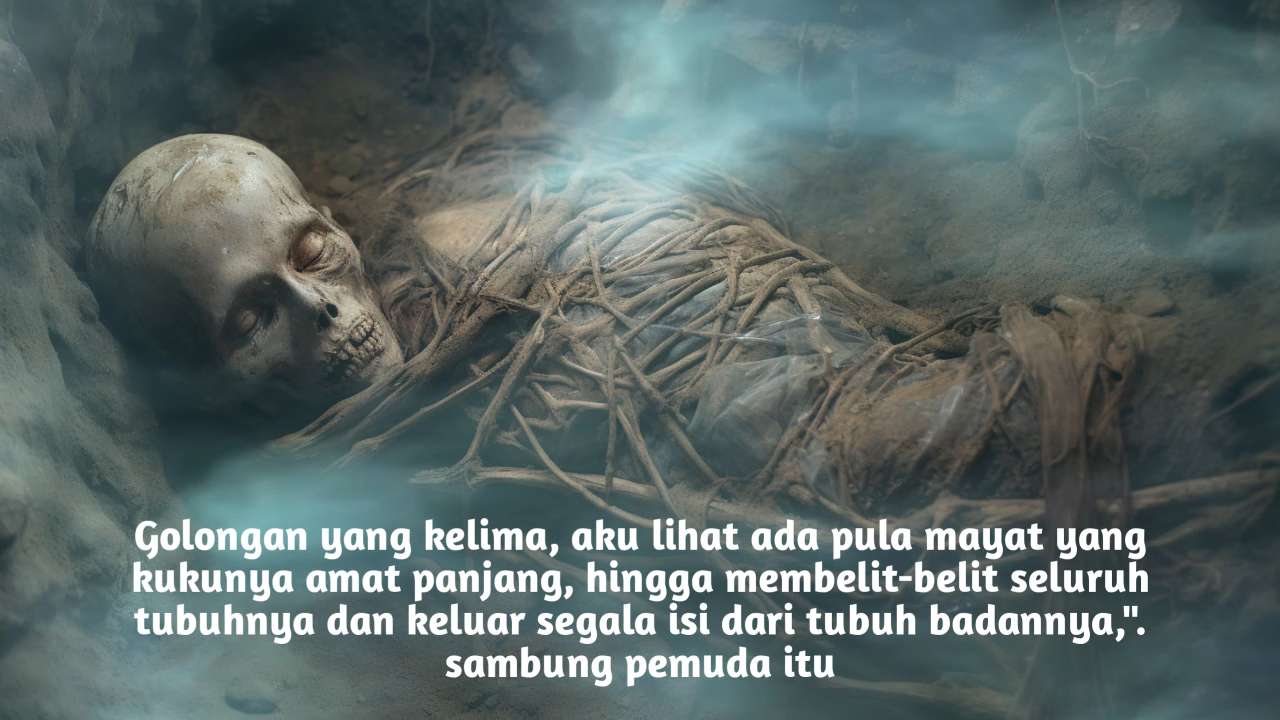 Golongan yang kelima, aku lihat ada pula mayat yang
kukunya amat panjang, hingga membelit-belit seluruh
tubuhnya dan keluar segala isi dari tubuh badannya,".
sambung pemuda itu